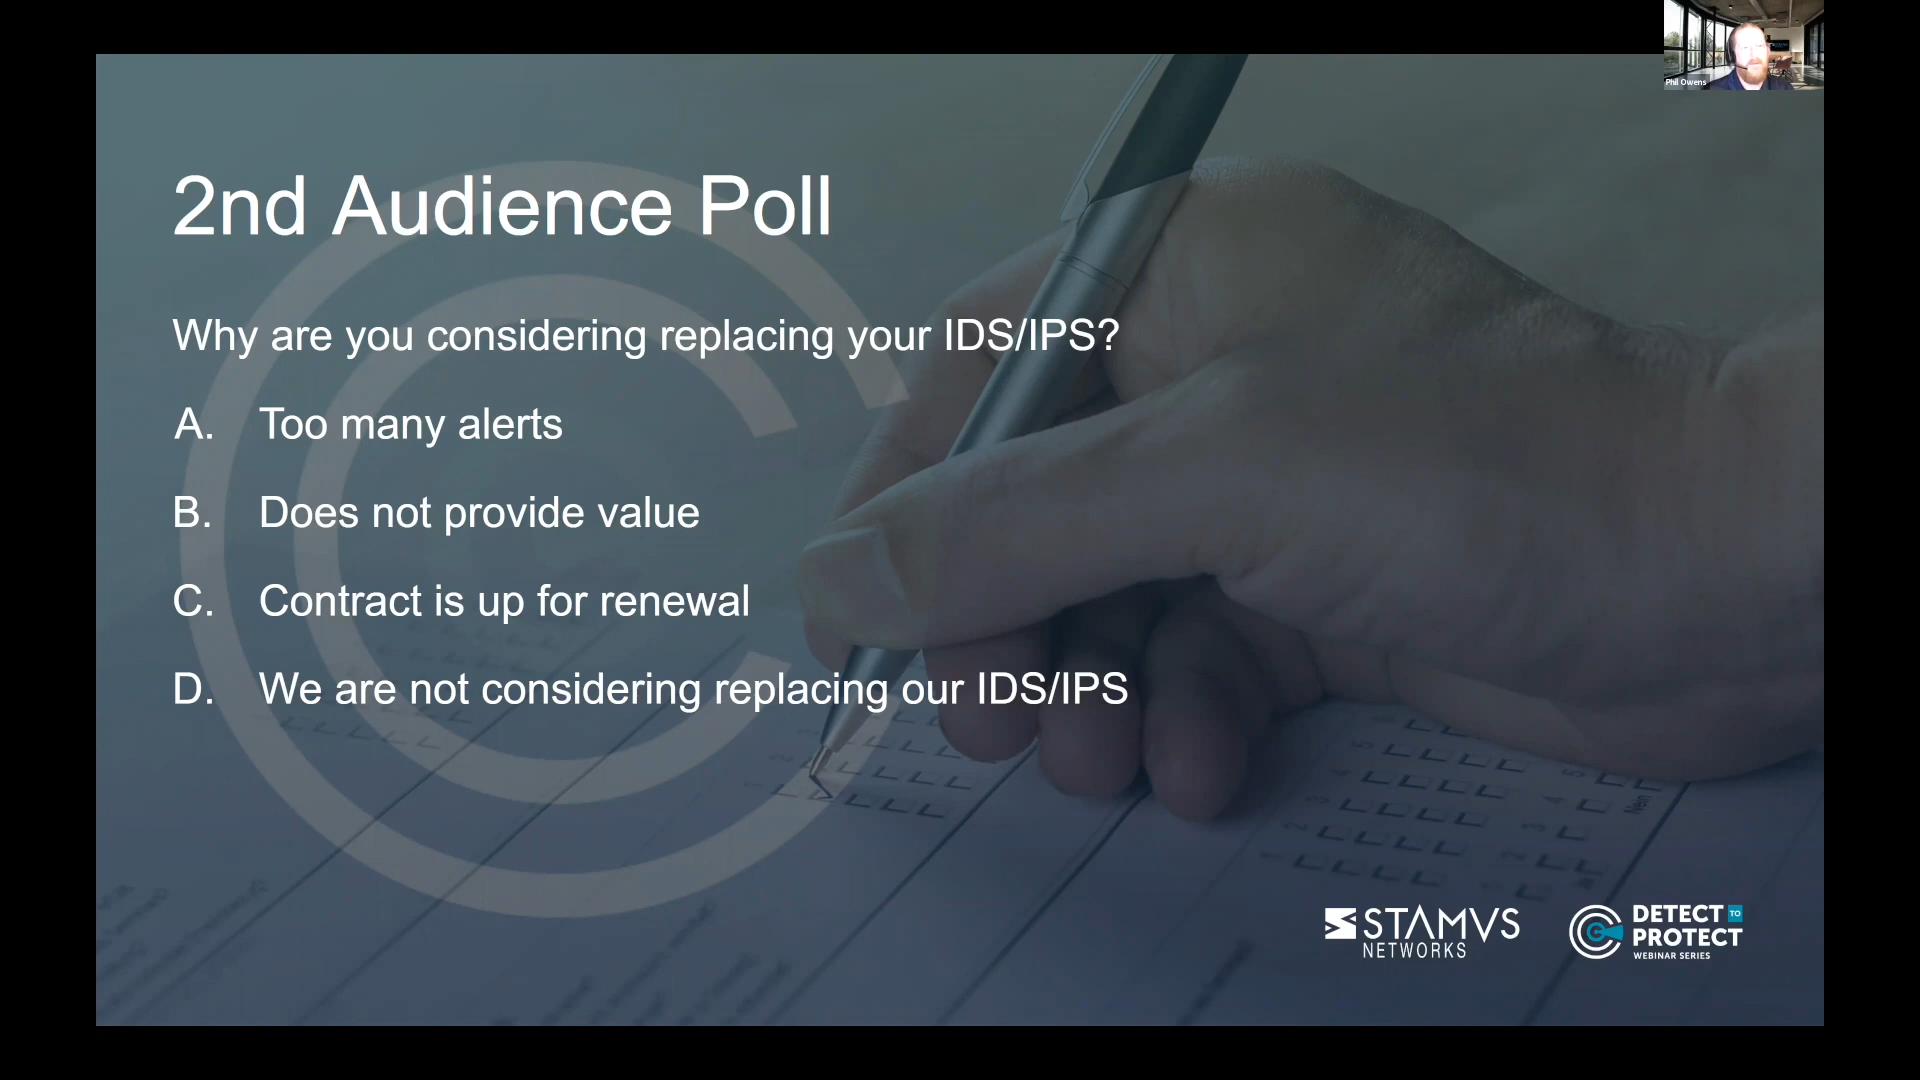 Phil Owens
2nd Audience Poll
Why are you considering replacing your IDS/IPS?
A. Too many alerts
B. Does not provide value
C. Contract is up for renewal
D. We are not considering replacing our IDS/IPS
STAMVS
NETWORKS
DETECT TO
PROTECT
WEBINAR SERIES